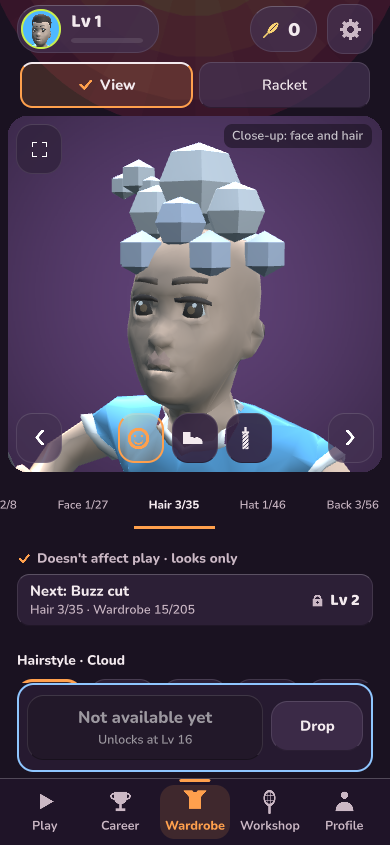 Lv 1
0
View
Racket
Close-up: face and hair
2/8
Face 1/27
Hair 3/35
Hat 1/46
Back 3/56
Doesn't affect play · looks only
Next: Buzz cut
Hair 3/35 · Wardrobe 15/205
Lv 2
Hairstyle · Cloud
Not available yet
Unlocks at Lv 16
Drop
Play
Career
Wardrobe
Workshop
Profile